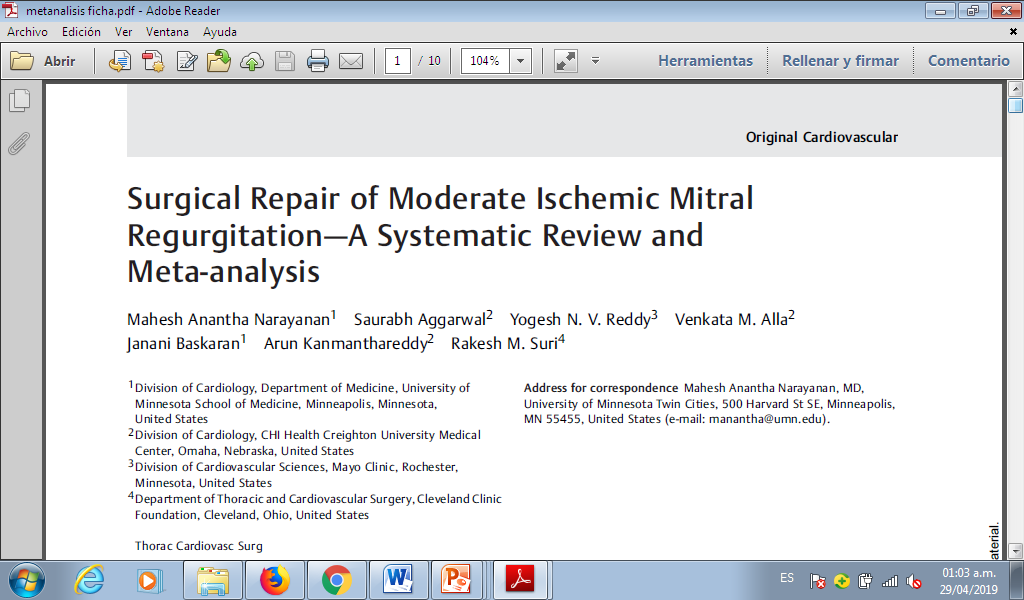 metanalisis ficha.pdf - Adobe Reader
Archivo Edición Ver Ventana Ayuda
Abrir 1 / 10 104% Herramientas Rellenar y firmar Comentario
Original Cardiovascular
Surgical Repair of Moderate Ischemic Mitral
Regurgitation—A Systematic Review and
Meta-analysis
Mahesh Anantha Narayanan1 Saurabh Aggarwal2 Yogesh N. V. Reddy3 Venkata M. Alla2
Janani Baskaran1 Arun Kanmanthareddy2 Rakesh M. Suri4
1 Division of Cardiology, Department of Medicine, University of
Minnesota School of Medicine, Minneapolis, Minnesota,
United States
2 Division of Cardiology, CHI Health Creighton University Medical
Center, Omaha, Nebraska, United States
3 Division of Cardiovascular Sciences, Mayo Clinic, Rochester,
Minnesota, United States
4 Department of Thoracic and Cardiovascular Surgery, Cleveland Clinic
Foundation, Cleveland, Ohio, United States
Address for correspondence Mahesh Anantha Narayanan, MD,
University of Minnesota Twin Cities, 500 Harvard St SE, Minneapolis,
MN 55455, United States (e-mail: manantha@umn.edu).
Thorac Cardiovasc Surg
aterial.
ES
01:03 a.m.
29/04/2019